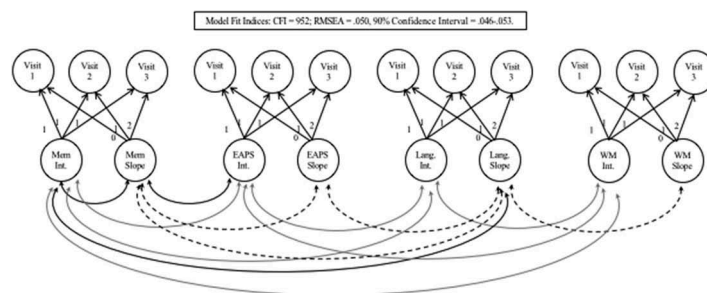 Model Fit Indices: CFI = 952; RMSEA = .050, 90% Confidence Interval = .046-.053.
Visit 1
Visit 2
Visit 3
Visit 1
Visit 2
Visit 3
Visit 1
Visit 2
Visit 3
Visit 1
Visit 2
Visit 3
1 1 1 1 0 2
1 1 1 1 0 2
1 1 1 1 0 2
1 1 1 1 0 2
Mem Int.
Mem Slope
EAPS Int.
EAPS Slope
Lang. Int.
Lang. Slope
WM Int.
WM Slope